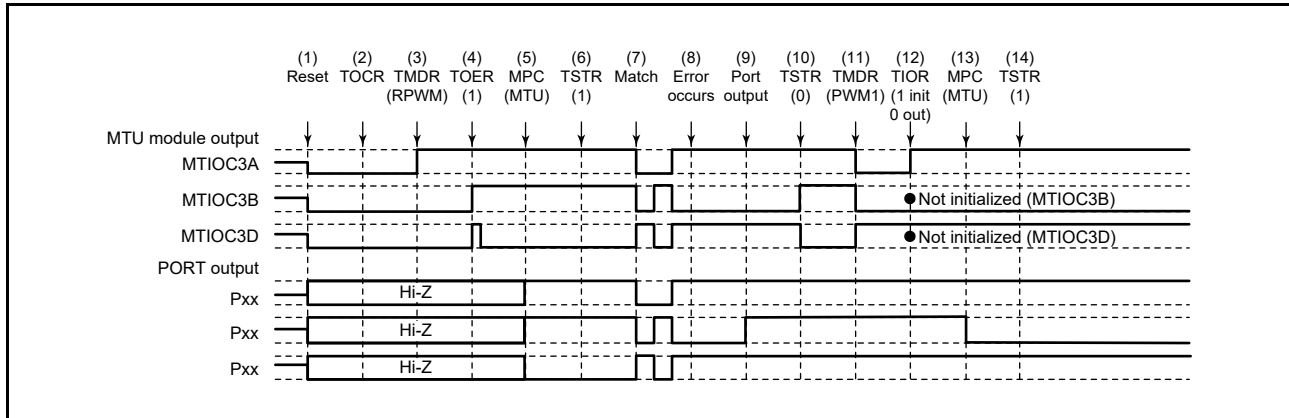 (1) (2) (3) (4) (5) (6) (7) (8) (9) (10) (11) (12) (13) (14)
Reset TOCR TMDR TOER MPC TSTR Match Error Port TSTR TMDR TIOR MPC TSTR
(RPWM) (1) (MTU) (1) occurs output (0) (PWM1) (1 init (MTU) (1)
0 out)
MTU module output
MTIOC3A
MTIOC3B
Not initialized (MTIOC3B)
MTIOC3D
Not initialized (MTIOC3D)
PORT output
Pxx
Hi-Z
Pxx
Hi-Z
Pxx
Hi-Z